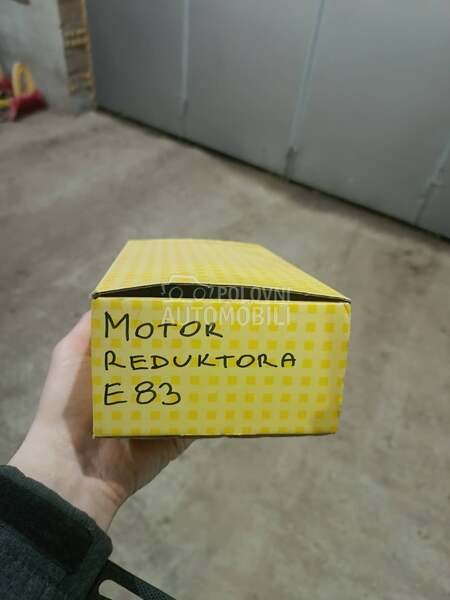 POLOVNI
AUTOMOBILI
MOTOR
REDUKTORA
E83